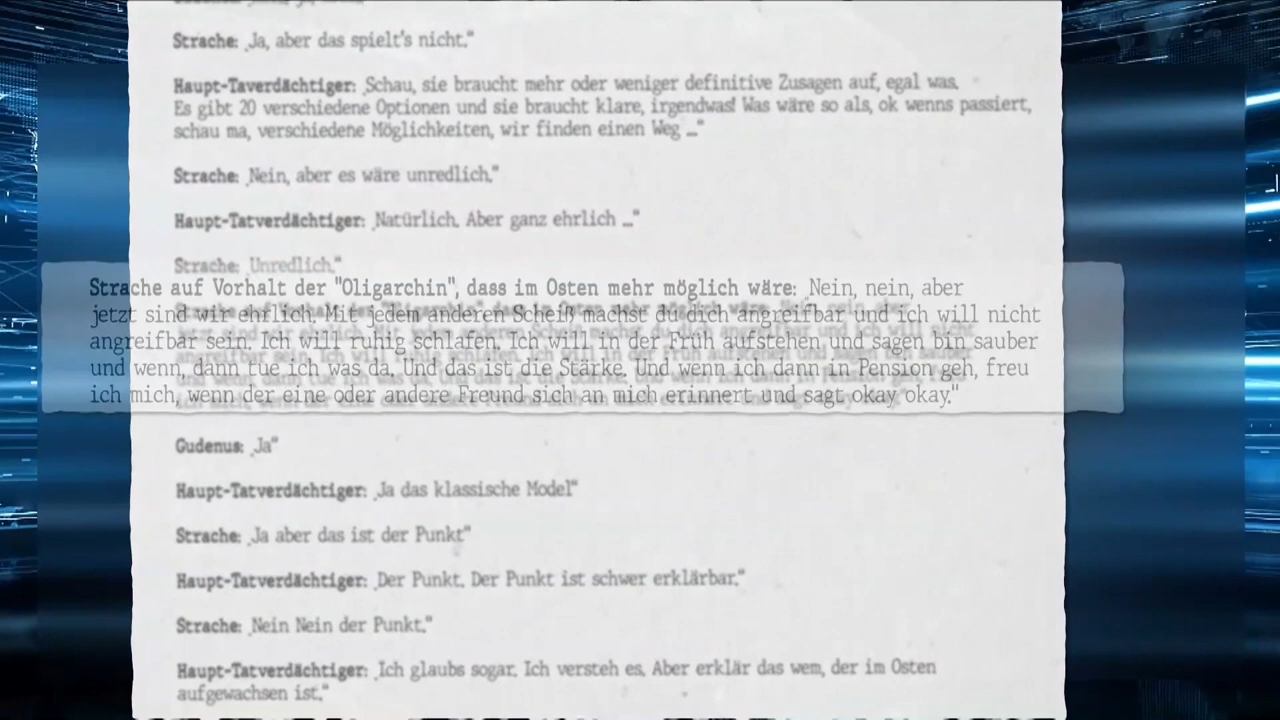 Strache: „Ja, aber das spielt's nicht."
Haupt-Taverdächtiger: „Schau, sie braucht mehr oder weniger definitive Zusagen auf, egal was.
Es gibt 20 verschiedene Optionen und sie braucht klare, irgendwas! Was wäre so als, ok wenns passiert,
schau ma, verschiedene Möglichkeiten, wir finden einen Weg ..."
Strache: „Nein, aber es wäre unredlich."
Haupt-Tatverdächtiger: „Natürlich. Aber ganz ehrlich ..."
Strache: „Unredlich."
Strache auf Vorhalt der "Oligarchin", dass im Osten mehr möglich wäre: Nein, nein, aber
jetzt sind wir ehrlich. Mit jedem anderen Scheiß machst du dich angreifbar und ich will nicht
angreifbar sein. Ich will ruhig schlafen. Ich will in der Früh aufstehen und sagen bin sauber
und wenn, dann tue ich was da. Und das ist die Stärke. Und wenn ich dann in Pension geh, freu
ich mich, wenn der eine oder andere Freund sich an mich erinnert und sagt okay okay."
Gudenus: „Ja"
Haupt-Tatverdächtiger: „Ja das klassische Model"
Strache: „Ja aber das ist der Punkt"
Haupt-Tatverdächtiger: „Der Punkt. Der Punkt ist schwer erklärbar."
Strache: „Nein Nein der Punkt."
Haupt-Tatverdächtiger: „Ich glaubs sogar. Ich versteh es. Aber erklär das wem, der im Osten
aufgewachsen ist."